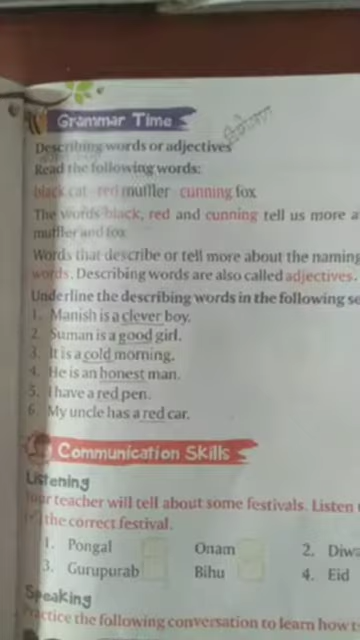 Grammar Time
Describing words or adjectives
Read the following words:
black cat red muffler cunning fox
The words black, red and cunning tell us more a
muffler and fox
Words that describe or tell more about the naming
words. Describing words are also called adjectives.
Underline the describing words in the following se
1. Manish is a clever boy.
2. Suman is a good girl.
3. It is a cold morning.
4. He is an honest man.
5. I have a red pen.
6. My uncle has a red car.
Communication Skills
Listening
Your teacher will tell about some festivals. Listen
the correct festival.
1. Pongal Onam 2. Diwa
3. Gurupurab Bihu 4. Eid
Speaking
Practice the following conversation to learn how t